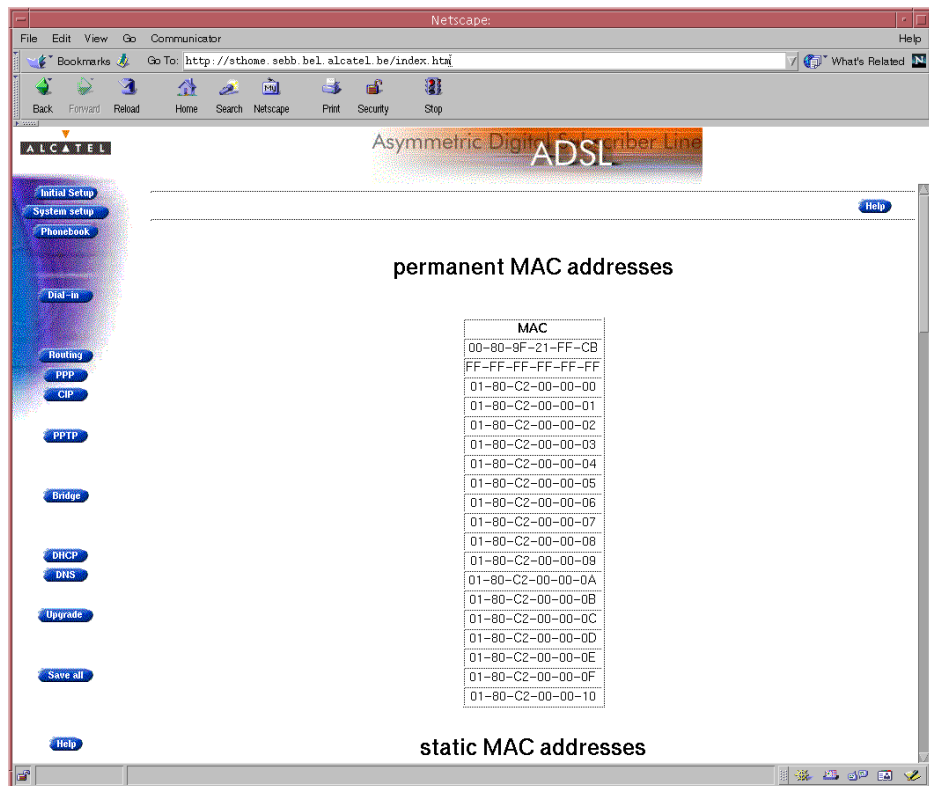 Netscape:
File Edit View Go Communicator Help
Bookmarks Go To: http://sthome.sebb.bel.alcatel.be/index.htm What's Related N
Back Forward Reload Home Search My Netscape Print Security Stop
ALCATEL
Asymmetric Digital Subscriber Line
ADSL
Initial Setup
System setup
Help
Phonebook
permanent MAC addresses
Dial-in
MAC
00-80-9F-21-FF-CB
Routing
FF-FF-FF-FF-FF-FF
PPP
01-80-C2-00-00-00
CIP
01-80-C2-00-00-01
01-80-C2-00-00-02
PPTP
01-80-C2-00-00-03
01-80-C2-00-00-04
01-80-C2-00-00-05
Bridge
01-80-C2-00-00-06
01-80-C2-00-00-07
01-80-C2-00-00-08
DHCP
01-80-C2-00-00-09
DNS
01-80-C2-00-00-0A
01-80-C2-00-00-0B
Upgrade
01-80-C2-00-00-0C
01-80-C2-00-00-0D
01-80-C2-00-00-0E
Save all
01-80-C2-00-00-0F
01-80-C2-00-00-10
Help
static MAC addresses